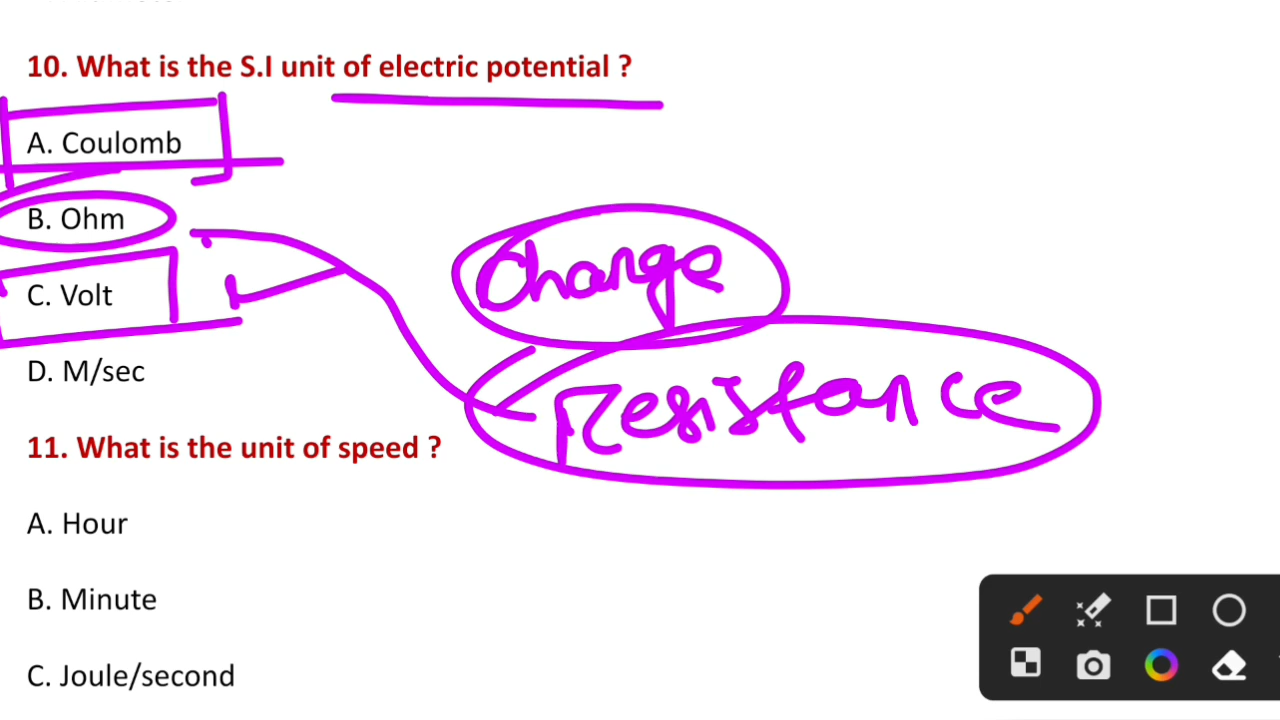 10. What is the S.I unit of electric potential ?
A. Coulomb
B. Ohm
Change
C. Volt
D. M/sec
Resistance
11. What is the unit of speed ?
A. Hour
B. Minute
C. Joule/second